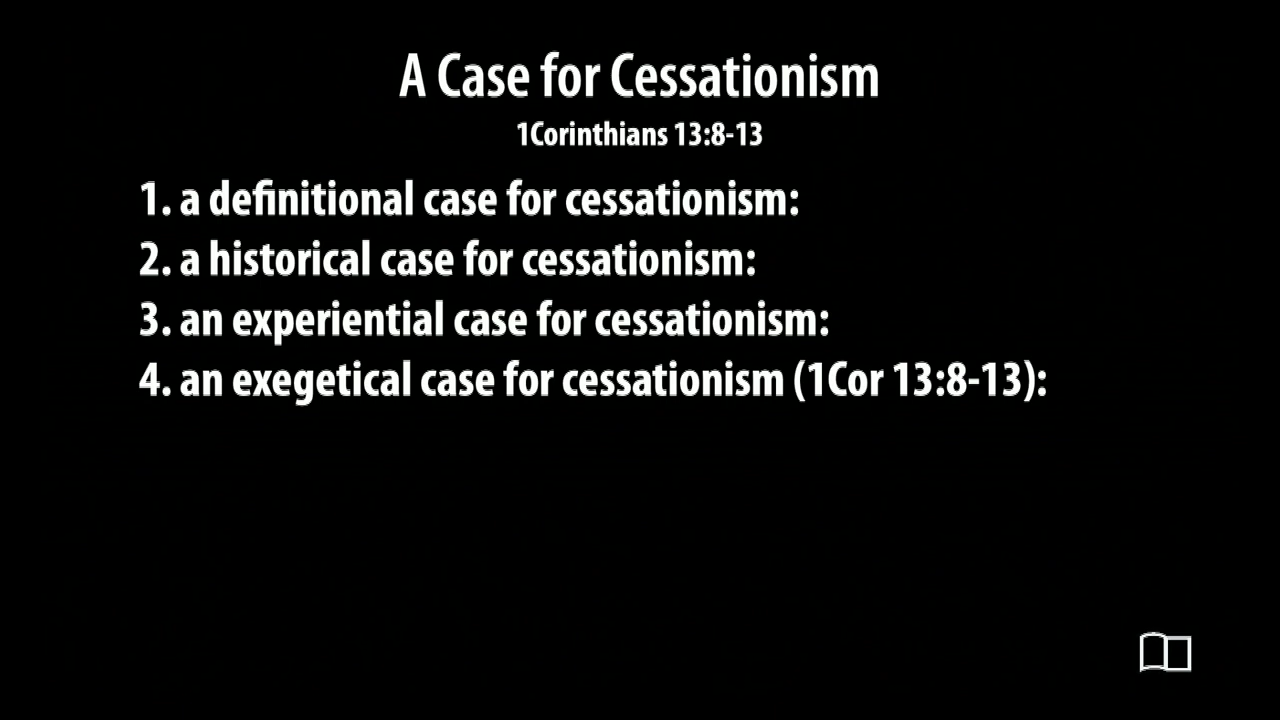 A Case for Cessationism
1Corinthians 13:8-13
1. a definitional case for cessationism:
2. a historical case for cessationism:
3. an experiential case for cessationism:
4. an exegetical case for cessationism (1Cor 13:8-13):